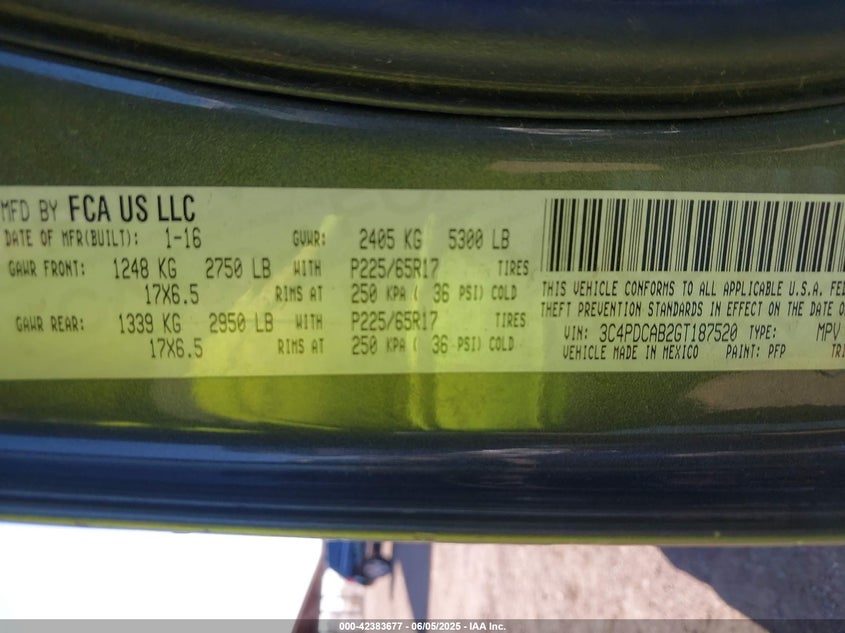 MFD BY FCA US LLC
DATE OF MFR(BUILT): 1-16 GVWR: 2405 KG 5300 LB
GAWR FRONT: 1248 KG 2750 LB WITH P225/65R17 TIRES
17X6.5 RIMS AT 250 KPA ( 36 PSI) COLD
GAWR REAR: 1339 KG 2950 LB WITH P225/65R17 TIRES
17X6.5 RIMS AT 250 KPA ( 36 PSI) COLD
THIS VEHICLE CONFORMS TO ALL APPLICABLE U.S.A. FED
THEFT PREVENTION STANDARDS IN EFFECT ON THE DATE O
VIN: 3C4PDCAB2GT187520 TYPE: MPV
VEHICLE MADE IN MEXICO PAINT: PFP TRI
000-42383677 - 06/05/2025 - IAA Inc.